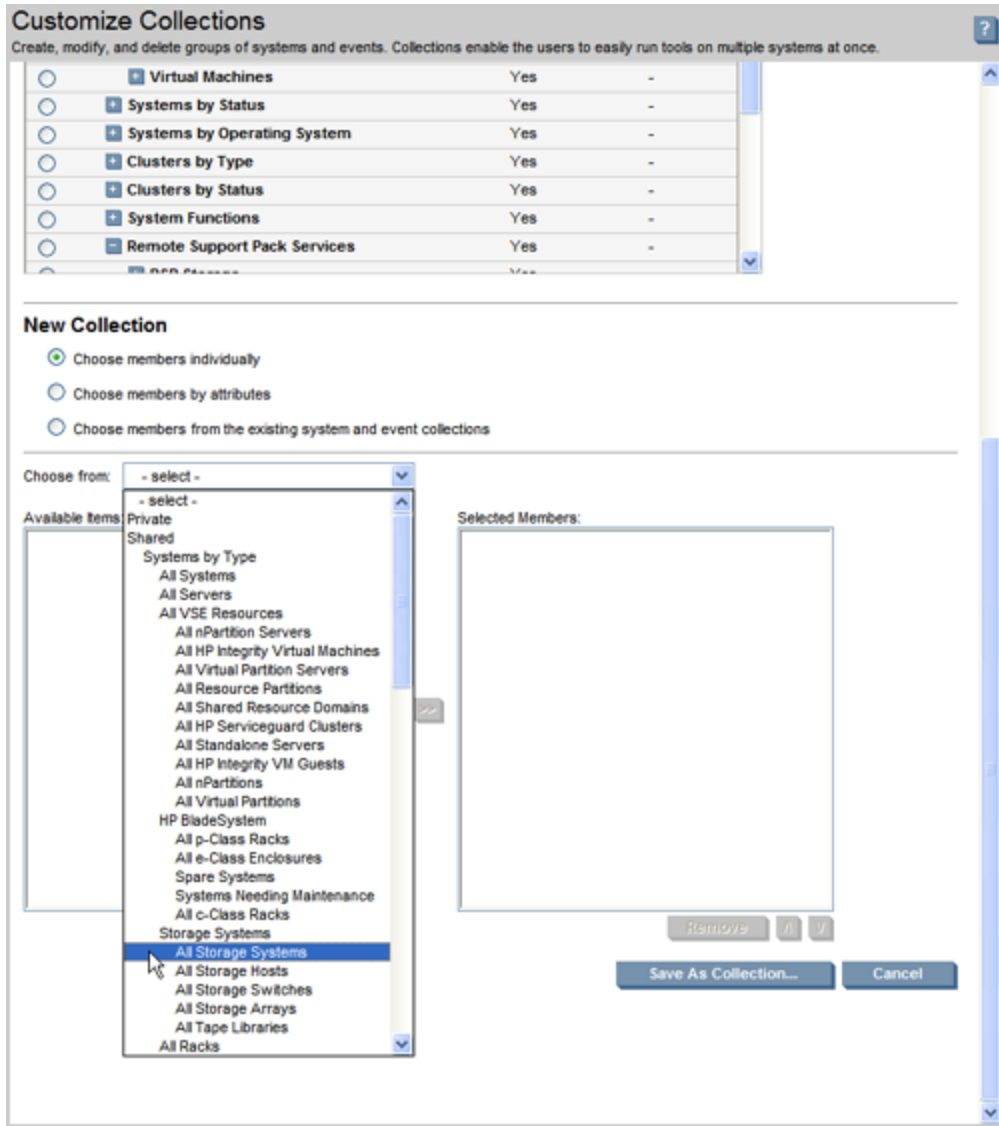 Customize Collections
?
Create, modify, and delete groups of systems and events. Collections enable the users to easily run tools on multiple systems at once.
Virtual Machines Yes -
Systems by Status Yes -
Systems by Operating System Yes -
Clusters by Type Yes -
Clusters by Status Yes -
System Functions Yes -
Remote Support Pack Services Yes -
RSP Storage Yes
New Collection
Choose members individually
Choose members by attributes
Choose members from the existing system and event collections
Choose from: - select -
- select -
Available Items: Private Selected Members:
Shared
Systems by Type
All Systems
All Servers
All VSE Resources
All nPartition Servers
All HP Integrity Virtual Machines
All Virtual Partition Servers
All Resource Partitions
All Shared Resource Domains >>
All HP Serviceguard Clusters
All Standalone Servers
All HP Integrity VM Guests
All nPartitions
All Virtual Partitions
HP BladeSystem
All p-Class Racks
All e-Class Enclosures
Spare Systems
Systems Needing Maintenance
All c-Class Racks
Storage Systems Remove
All Storage Systems
All Storage Hosts Save As Collection... Cancel
All Storage Switches
All Storage Arrays
All Tape Libraries
All Racks